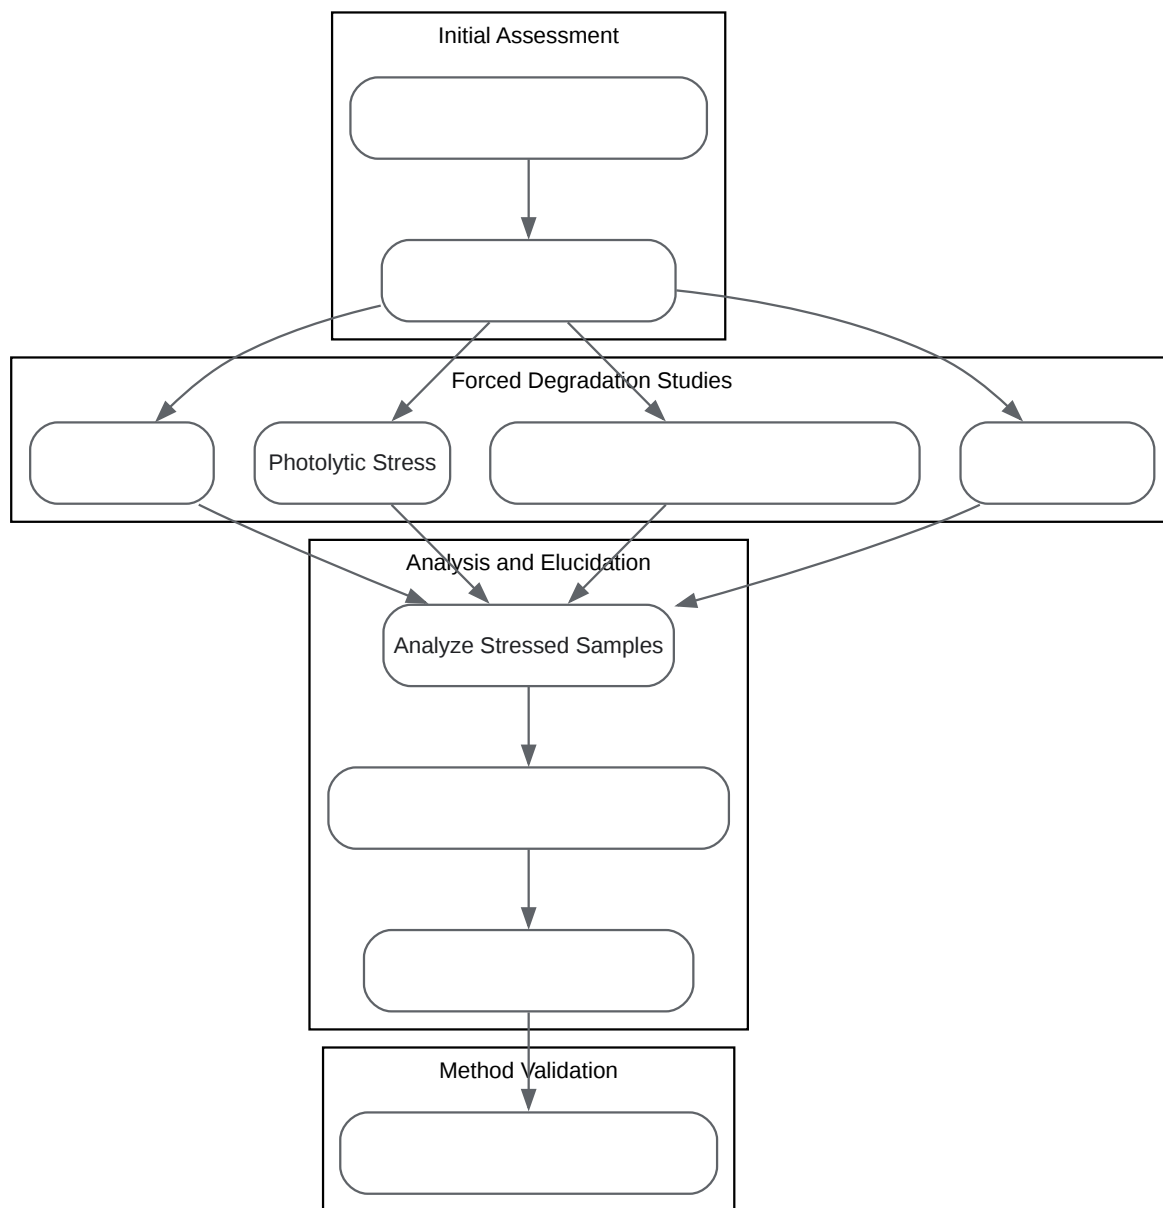 Initial Assessment
Forced Degradation Studies
Photolytic Stress
Analysis and Elucidation
Analyze Stressed Samples
Method Validation